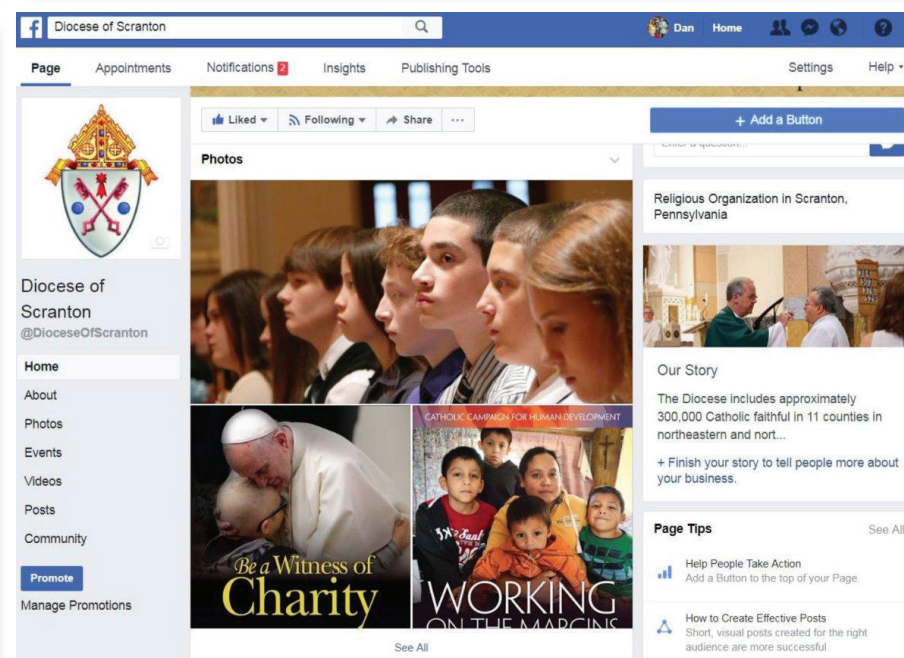 Diocese of Scranton
Dan Home
Page Appointments Notifications 2 Insights Publishing Tools Settings Help
Liked Following Share ...
+ Add a Button
Photos
Enter a question...
Religious Organization in Scranton,
Pennsylvania
Diocese of
Scranton
@DioceseOfScranton
Home
About
Photos
Events
Videos
Posts
Community
Promote
Manage Promotions
CATHOLIC CAMPAIGN FOR HUMAN DEVELOPMENT
Be a Witness of
Charity
WORKING
ON THE MARGINS
See All
Our Story
The Diocese includes approximately
300,000 Catholic faithful in 11 counties in
northeastern and nort...
+ Finish your story to tell people more about
your business.
Page Tips See All
Help People Take Action
Add a Button to the top of your Page.
How to Create Effective Posts
Short, visual posts created for the right
audience are more successful.